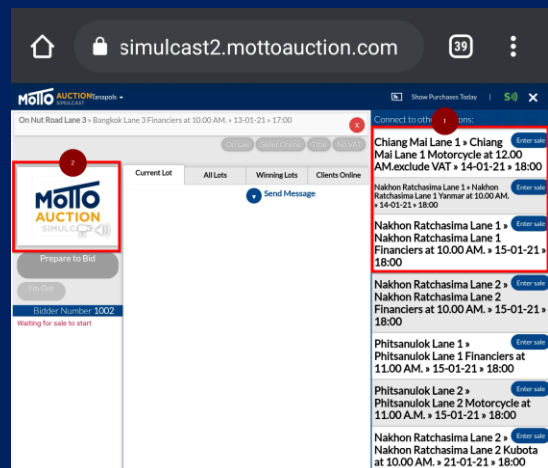 simulcast2.mottoauction.com
39
MOTTO AUCTION SIMULCAST
Tanapols
Show Purchases Today | S
On Nut Road Lane 3 » Bangkok Lane 3 Financiers at 10.00 AM. » 13-01-21 » 17:00
x
On sale Seller Online Title No VAT
2
MOTTO
AUCTION
SIMULC
Prepare to Bid
I'm Out
Bidder Number 1002
Waiting for sale to start
Current Lot All Lots Winning Lots Clients Online
Send Message
Connect to othe
1
ons:
Chiang Mai Lane 1 » Chiang
Mai Lane 1 Motorcycle at 12.00
AM.exclude VAT » 14-01-21 » 18:00
Enter sale
Nakhon Ratchasima Lane 1 » Nakhon
Ratchasima Lane 1 Yanmar at 10.00 AM.
» 14-01-21 » 18:00
Enter sale
Nakhon Ratchasima Lane 1 »
Nakhon Ratchasima Lane 1
Financiers at 10.00 AM. » 15-01-21 »
18:00
Enter sale
Nakhon Ratchasima Lane 2 »
Nakhon Ratchasima Lane 2
Financiers at 10.00 AM. » 15-01-21 »
18:00
Enter sale
Phitsanulok Lane 1 »
Phitsanulok Lane 1 Financiers at
11.00 AM. » 15-01-21 » 18:00
Enter sale
Phitsanulok Lane 2 »
Phitsanulok Lane 2 Motorcycle at
11.00 A.M. » 15-01-21 » 18:00
Enter sale
Nakhon Ratchasima Lane 2 »
Nakhon Ratchasima Lane 2 Kubota
at 10.00 AM. » 21-01-21 » 18:00
Enter sale